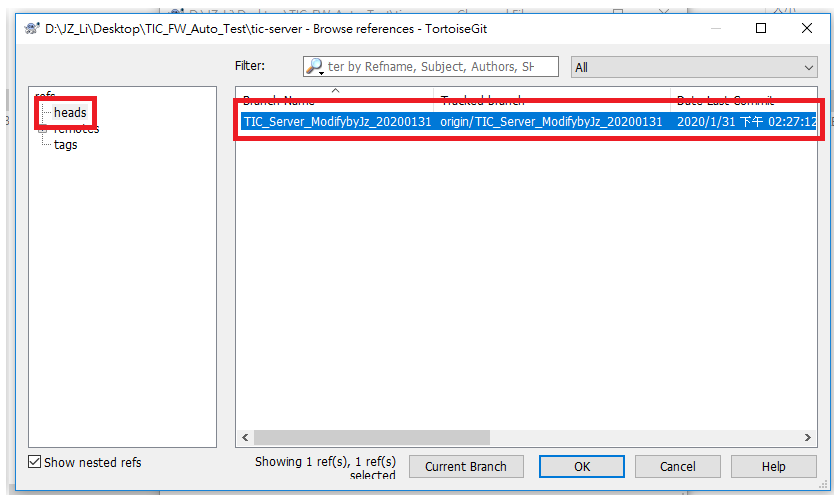 D:\JZ_Li\Desktop\TIC_FW_Auto_Test\tic-server - Browse references - TortoiseGit
Filter:
ter by Refname, Subject, Authors, SH
All
refs
heads
remotes
tags
Branch Name
Tracked Branch
Date Last Commit
TIC_Server_ModifybyJz_20200131 origin/TIC_Server_ModifybyJz_20200131 2020/1/31 下午 02:27:12
Show nested refs
Showing 1 ref(s), 1 ref(s)
selected
Current Branch
OK
Cancel
Help